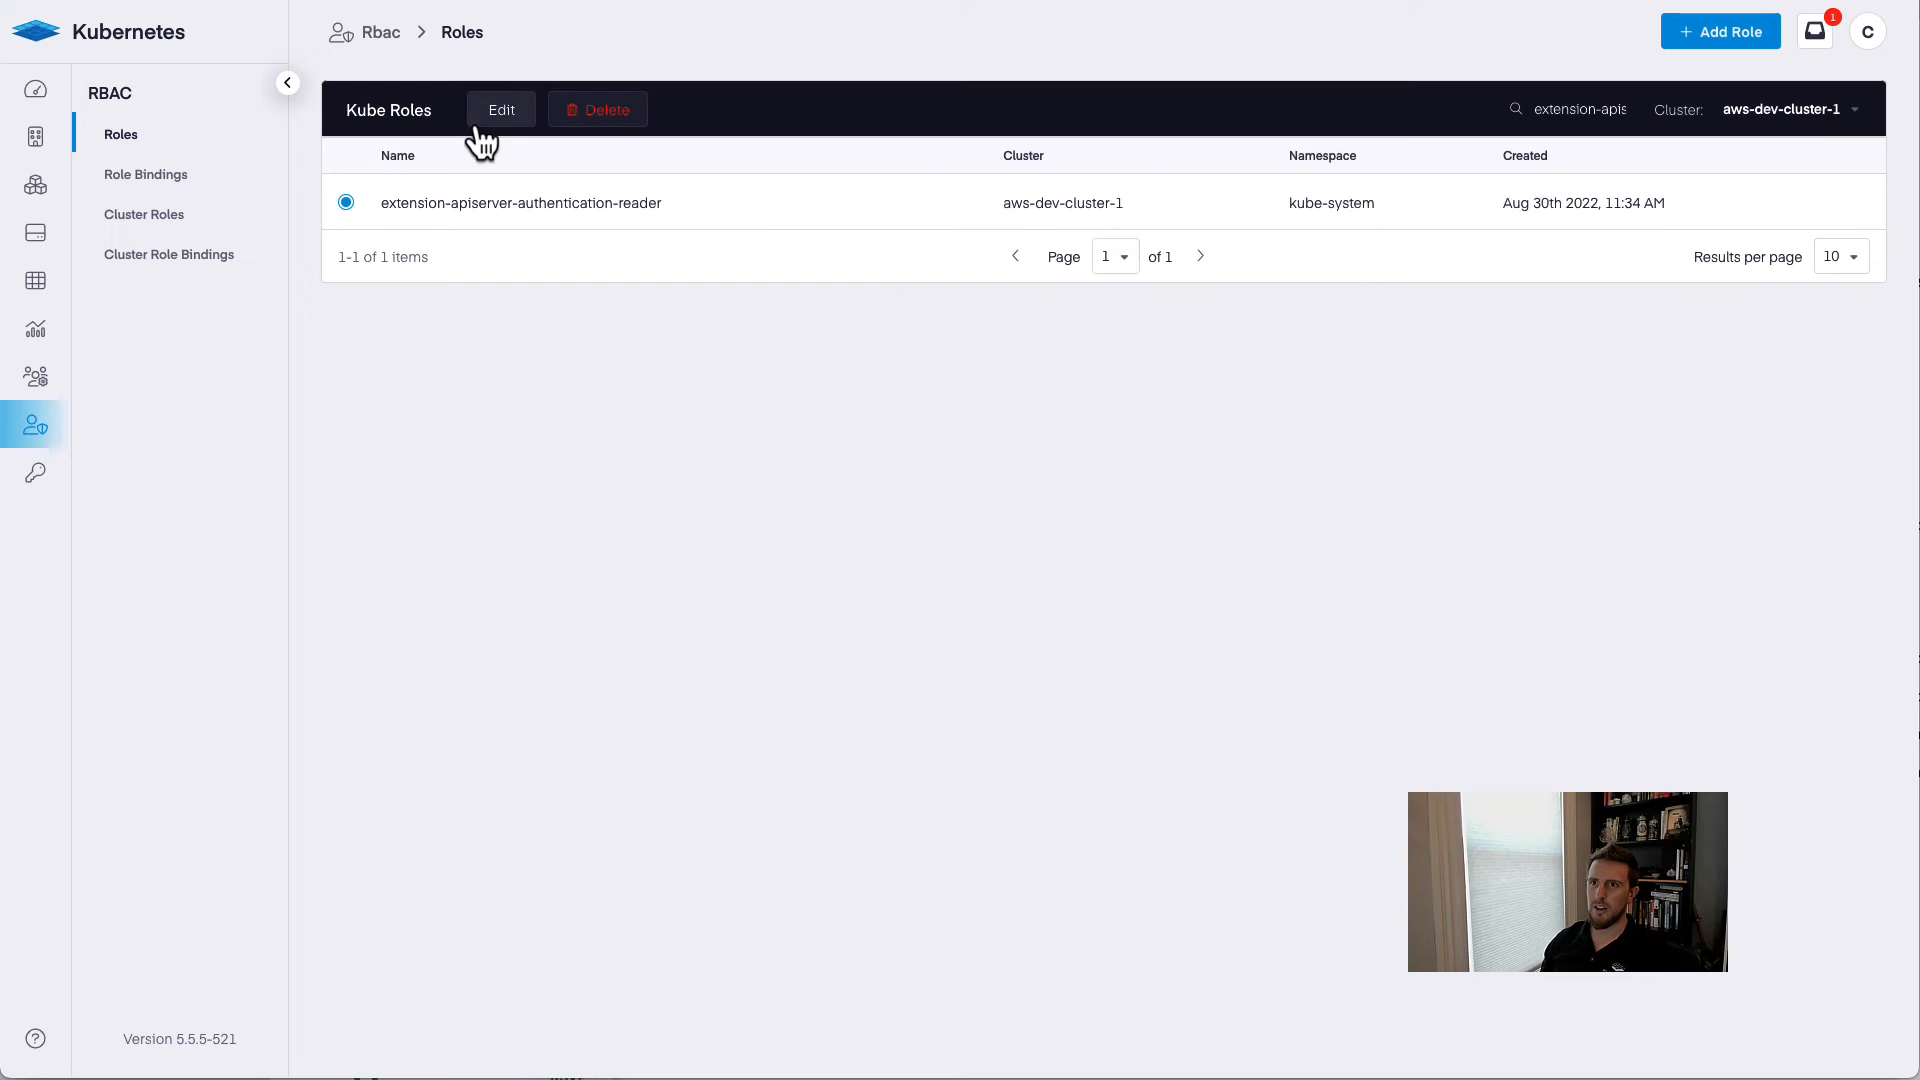 Kubernetes
Rbac > Roles
+ Add Role
1
C
RBAC
Roles
Role Bindings
Cluster Roles
Cluster Role Bindings
Kube Roles
Edit
Delete
extension-apis
Cluster: aws-dev-cluster-1
Name Cluster Namespace Created
extension-apiserver-authentication-reader aws-dev-cluster-1 kube-system Aug 30th 2022, 11:34 AM
1-1 of 1 items
Page 1 of 1
Results per page 10
Version 5.5.5-521